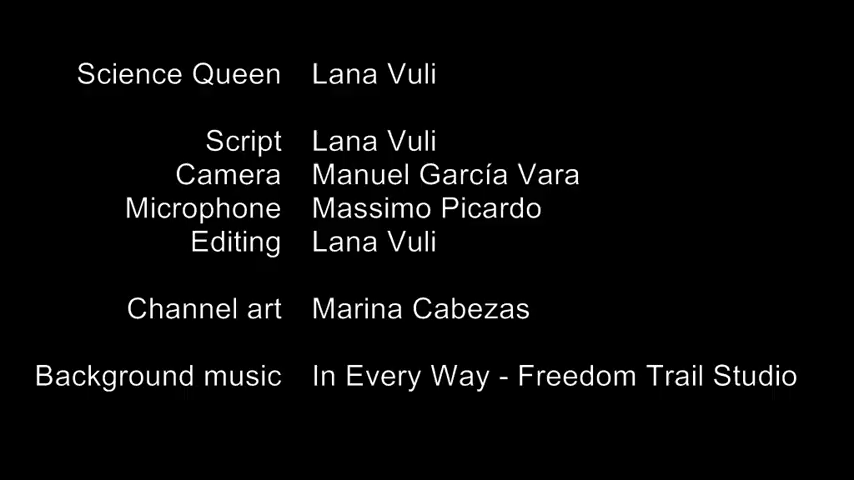 Science Queen Lana Vuli
Script Lana Vuli
Camera Manuel García Vara
Microphone Massimo Picardo
Editing Lana Vuli
Channel art Marina Cabezas
Background music In Every Way - Freedom Trail Studio